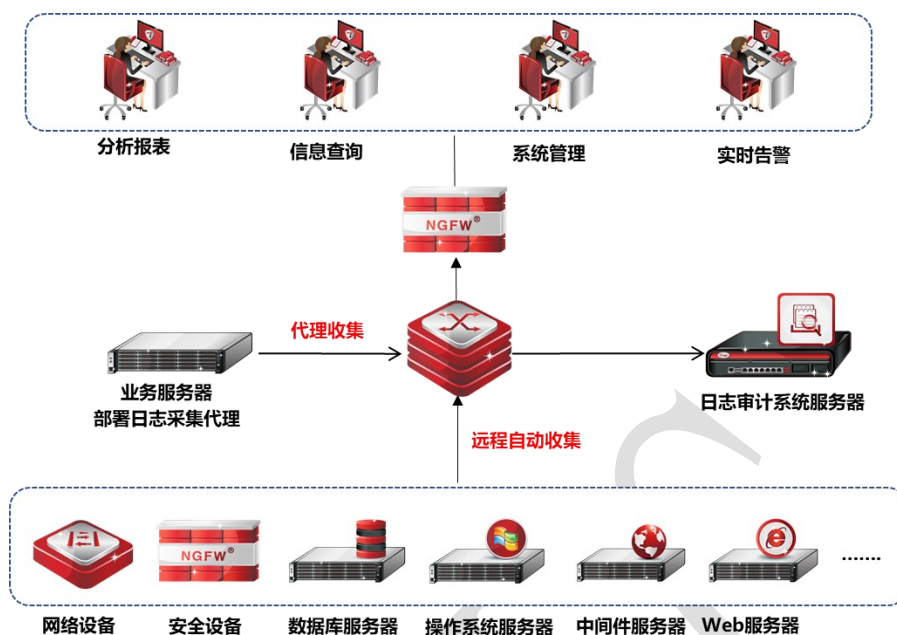 分析报表
信息查询
系统管理
实时告警
NGFW®
代理收集
业务服务器
部署日志采集代理
日志审计系统服务器
远程自动收集
NGFW®
.......
网络设备
安全设备
数据库服务器
操作系统服务器
中间件服务器
Web服务器